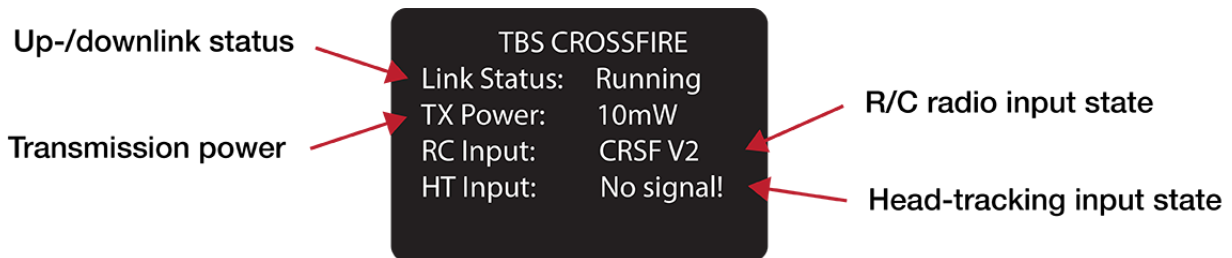 Up-/downlink status
Transmission power
TBS CROSSFIRE
Link Status: Running
TX Power: 10mW
RC Input: CRSF V2
HT Input: No signal!
R/C radio input state
Head-tracking input state